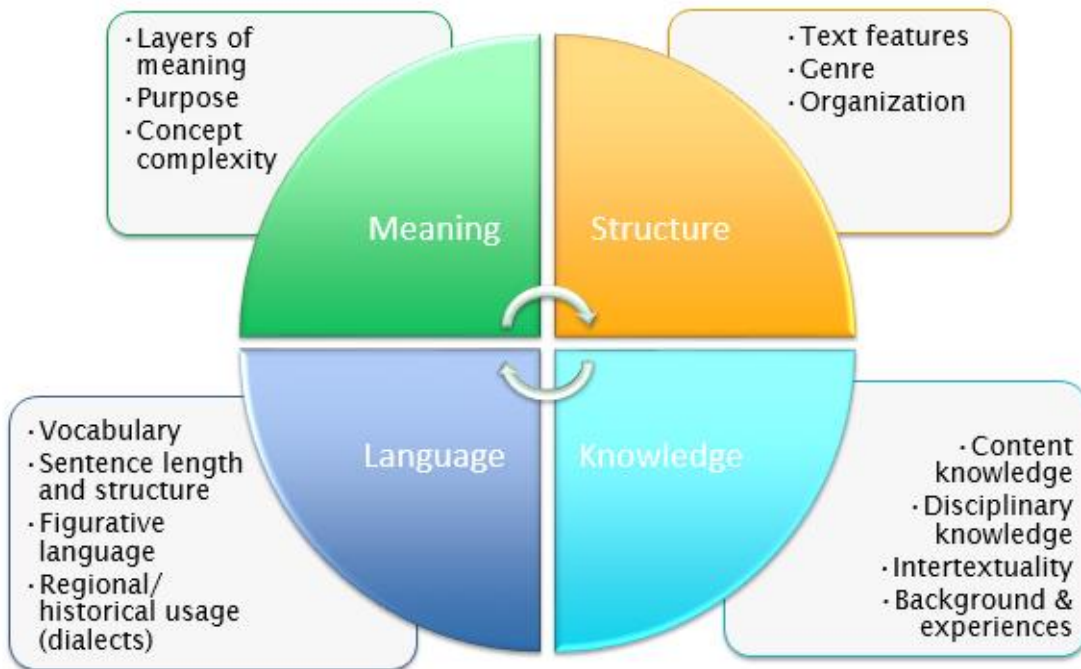 · Layers of
meaning
· Purpose
· Concept
complexity
· Text features
· Genre
· Organization
Meaning
Structure
Language
Knowledge
· Vocabulary
· Sentence length
and structure
· Figurative
language
· Regional/
historical usage
(dialects)
· Content
knowledge
· Disciplinary
knowledge
· Intertextuality
· Background &
experiences